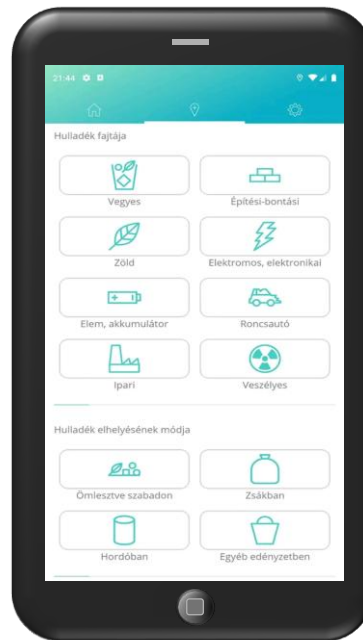 21:44
Hulladék fajtája
Vegyes
Építési-bontási
Zöld
Elektromos, elektronikai
Elem, akkumulátor
Roncsautó
Ipari
Veszélyes
Hulladék elhelyésének módja
Ömlesztve szabadon
Zsákban
Hordóban
Egyéb edényzetben